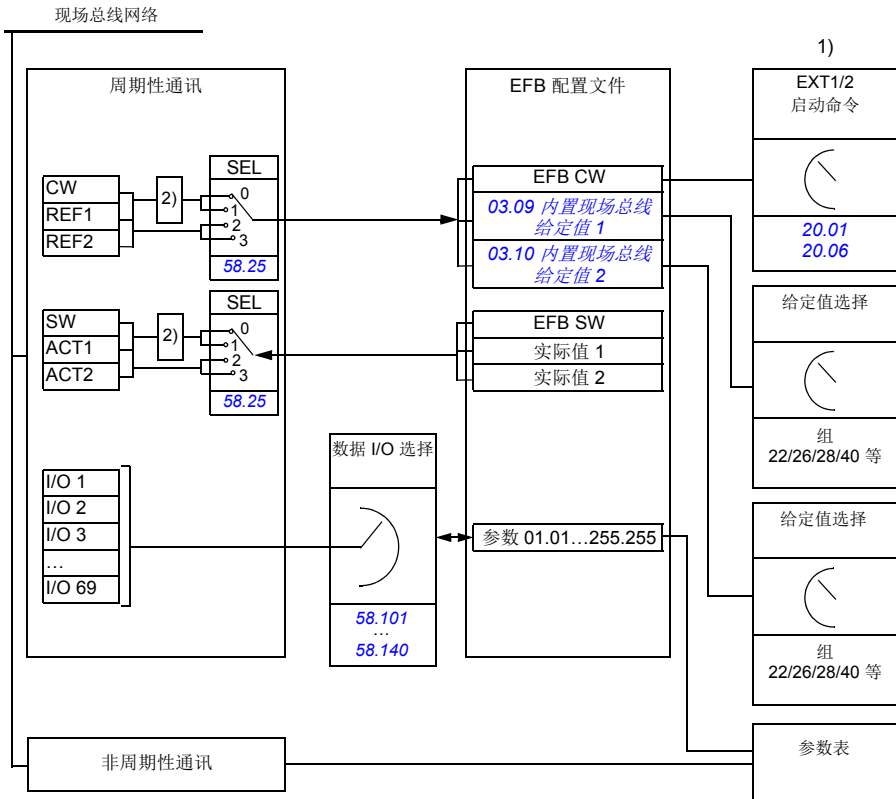 现场总线网络
周期性通讯
CW
REF1
REF2
2)
SEL
0
1
2
3
58.25
SW
ACT1
ACT2
2)
SEL
0
1
2
3
58.25
I/O 1
I/O 2
I/O 3
…
I/O 69
数据 I/O 选择
58.101
…
58.140
EFB 配置文件
EFB CW
03.09 内置现场总线
给定值 1
03.10 内置现场总线
给定值 2
EFB SW
实际值 1
实际值 2
参数 01.01…255.255
1)
EXT1/2
启动命令
20.01
20.06
给定值选择
组
22/26/28/40 等
给定值选择
组
22/26/28/40 等
非周期性通讯
参数表